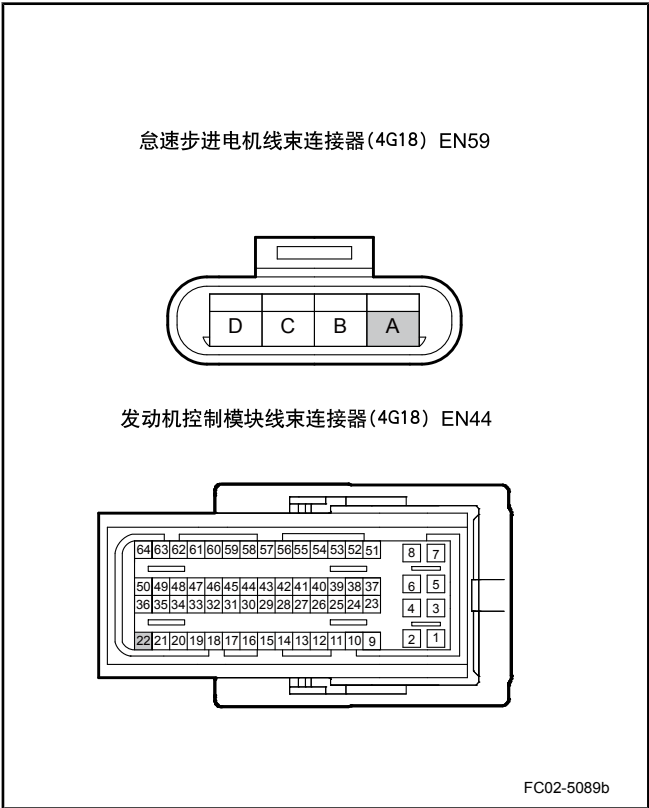 怠速步进电机线束连接器(4G18) EN59
D C B A
发动机控制模块线束连接器(4G18) EN44
64 63 62 61 60 59 58 57 56 55 54 53 52 51 8 7
50 49 48 47 46 45 44 43 42 41 40 39 38 37 6 5
36 35 34 33 32 31 30 29 28 27 26 25 24 23 4 3
22 21 20 19 18 17 16 15 14 13 12 11 10 9 2 1
FC02-5089b